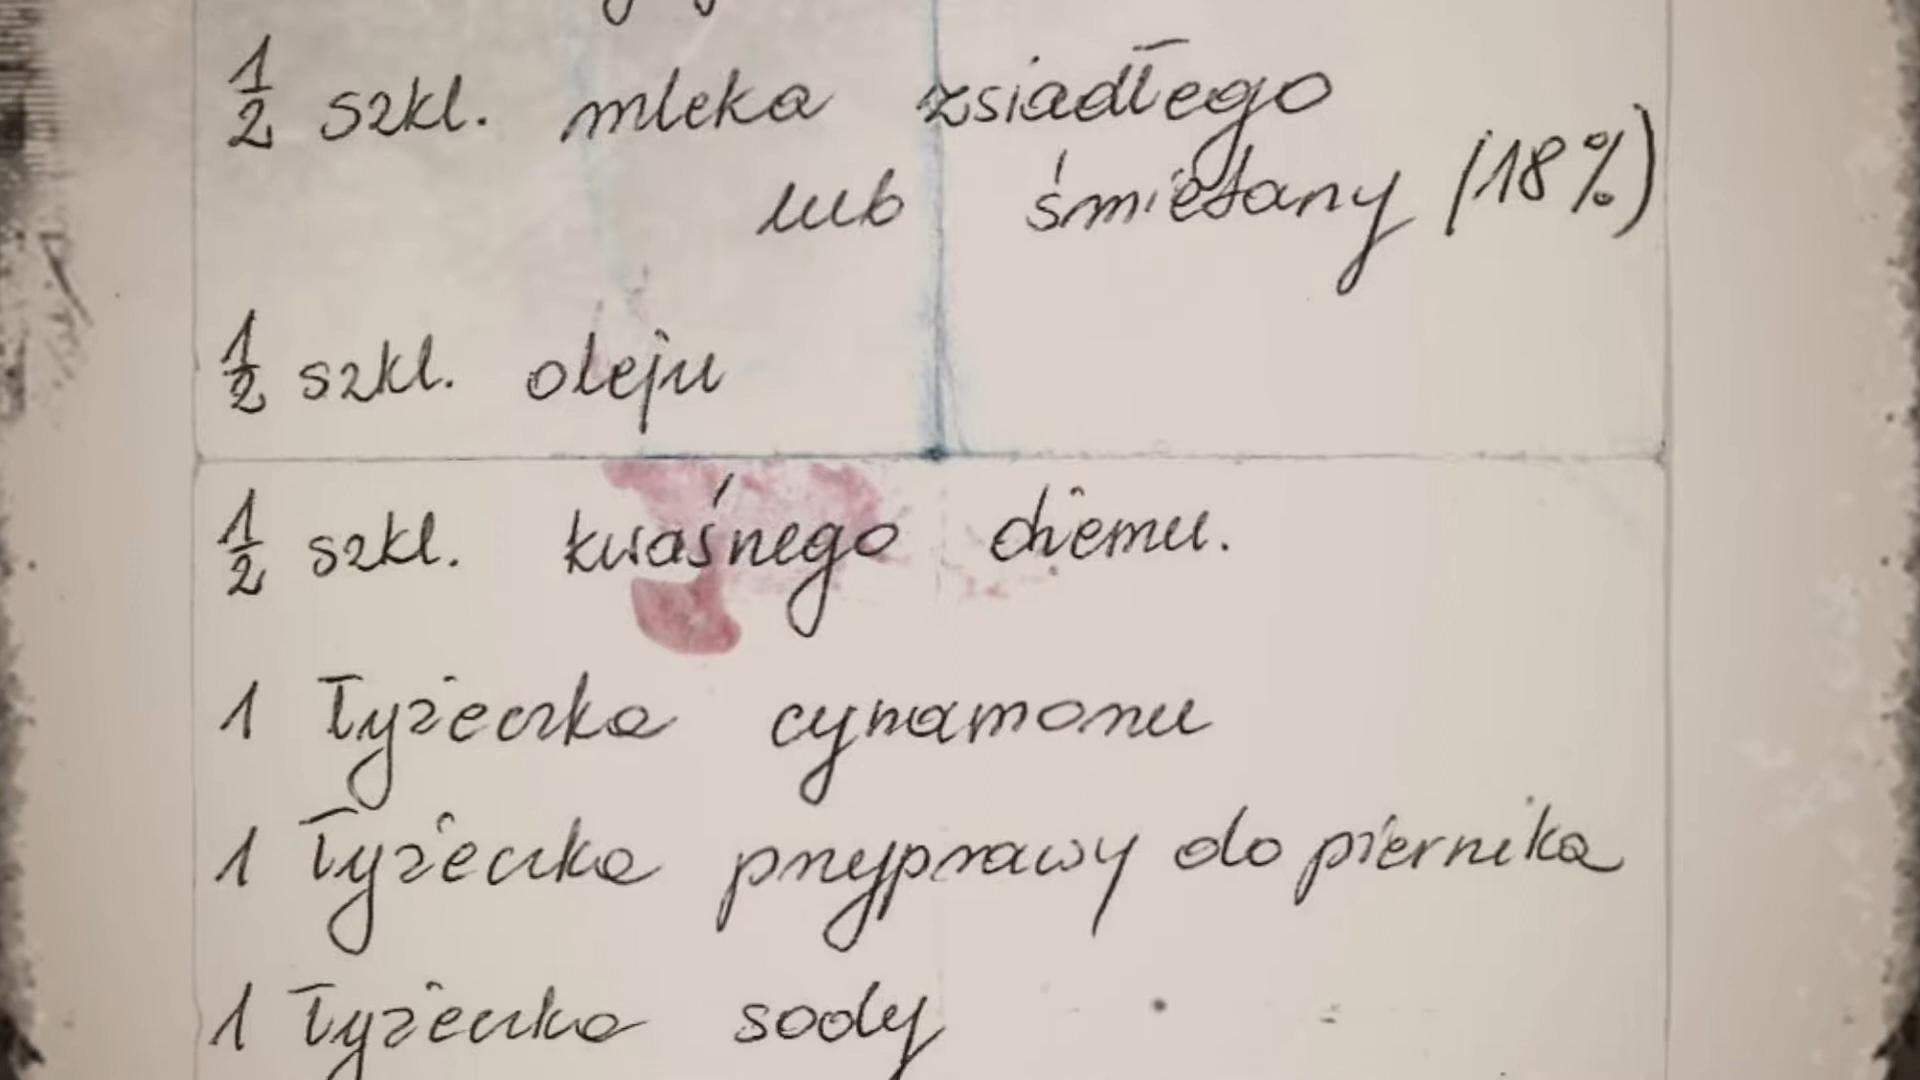 1/2 szkl. mleka zsiadłego
lub śmietany (18%)
1/2 szkl. oleju
1/2 szkl. kwaśnego dżemu.
1 łyżeczka cynamonu
1 łyżeczka przyprawy do piernika
1 łyżeczka sody